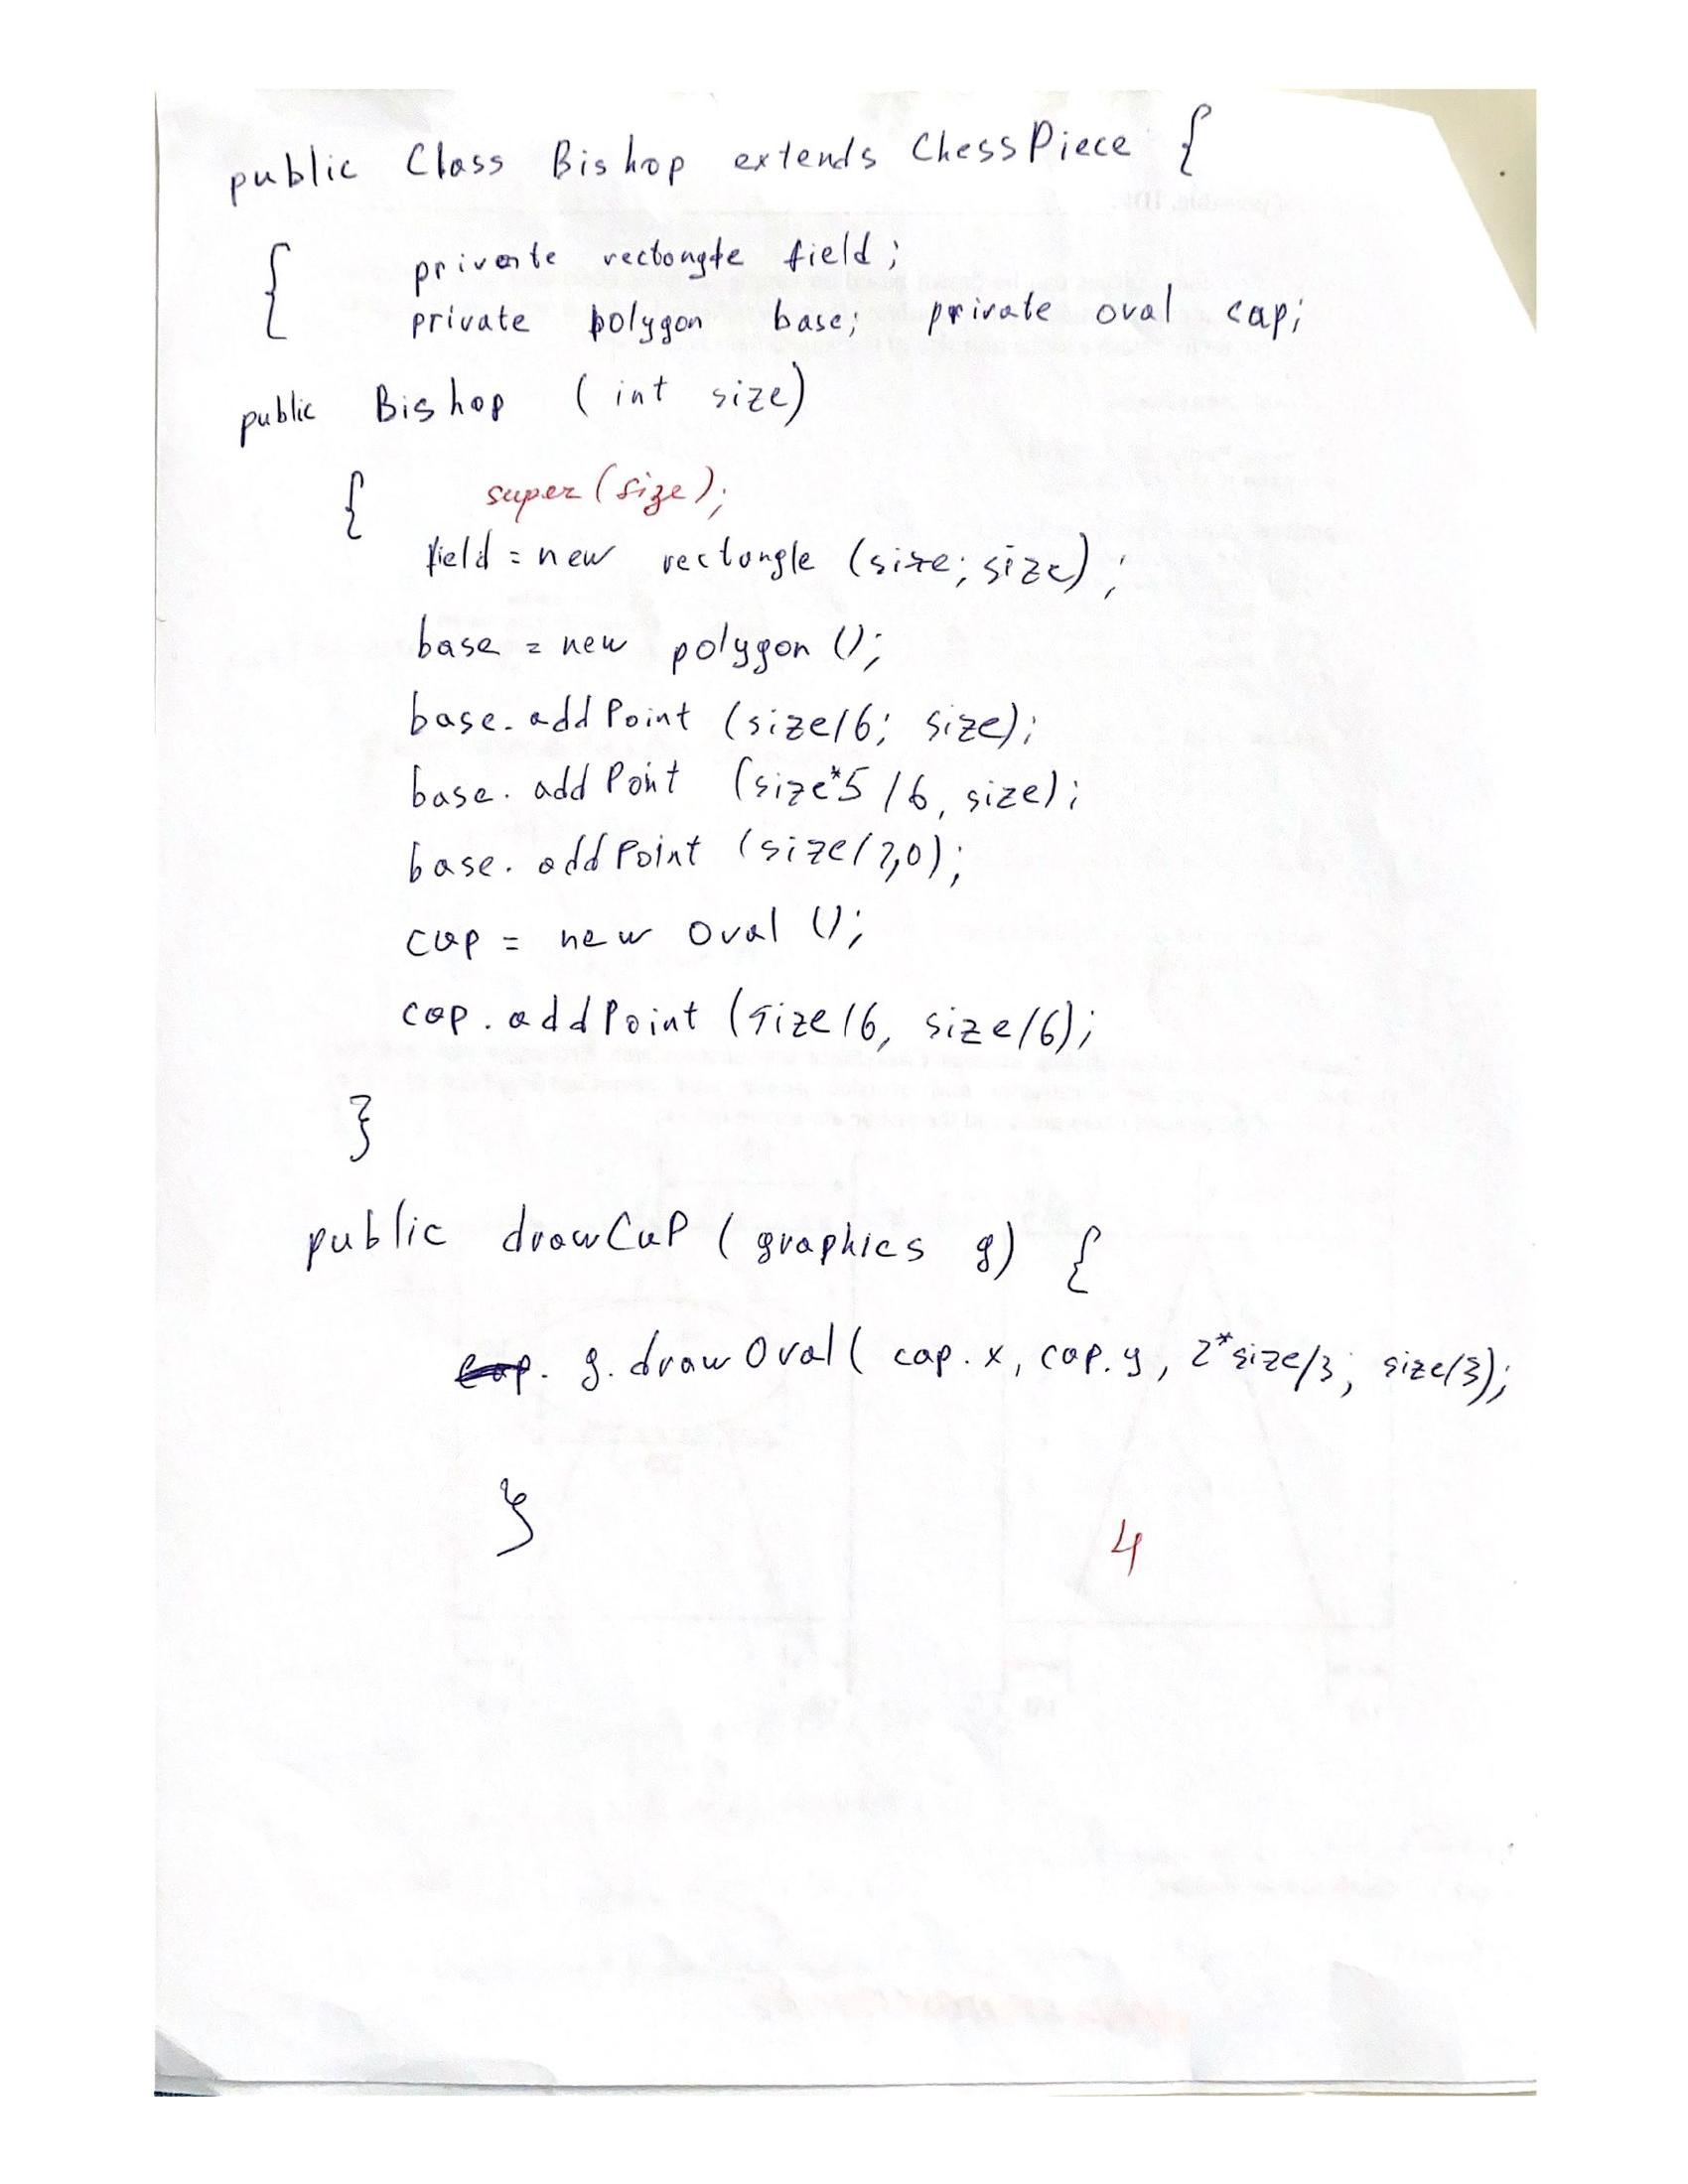 public Class Bishop extends ChessPiece {
{ private rectangle field;
private polygon base; private oval cap;
public Bishop (int size)
{ super(size);
field = new rectangle (size; size);
base = new polygon ();
base.addPoint (size/6; size);
base.addPoint (size*5/6, size);
base.addPoint (size/2,0);
cap = new Oval ();
cap.addPoint (size/6, size/6);
}
public drawCaP (graphics g) {
g.drawOval( cap.x, cap.y, 2*size/3; size/3);
}
4